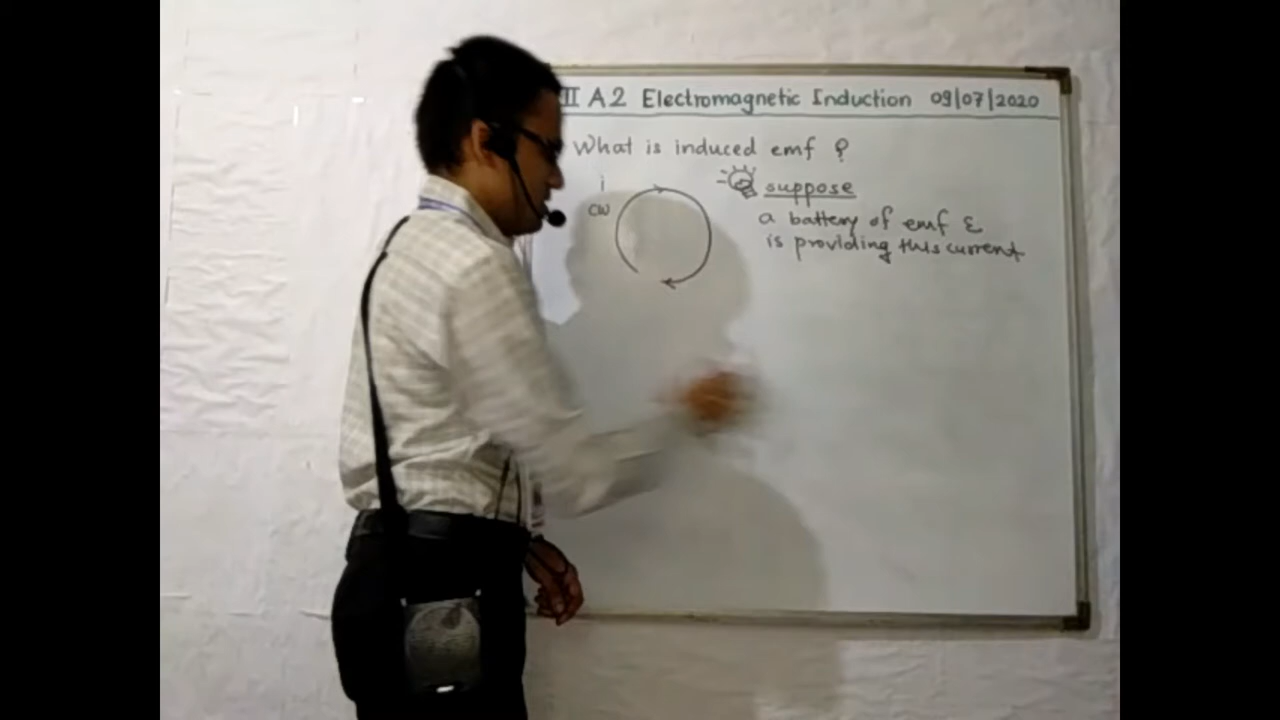 II A2 Electromagnetic Induction 09/07/2020
What is induced emf ?
i
CW
suppose
a battery of emf ε
is providing this current